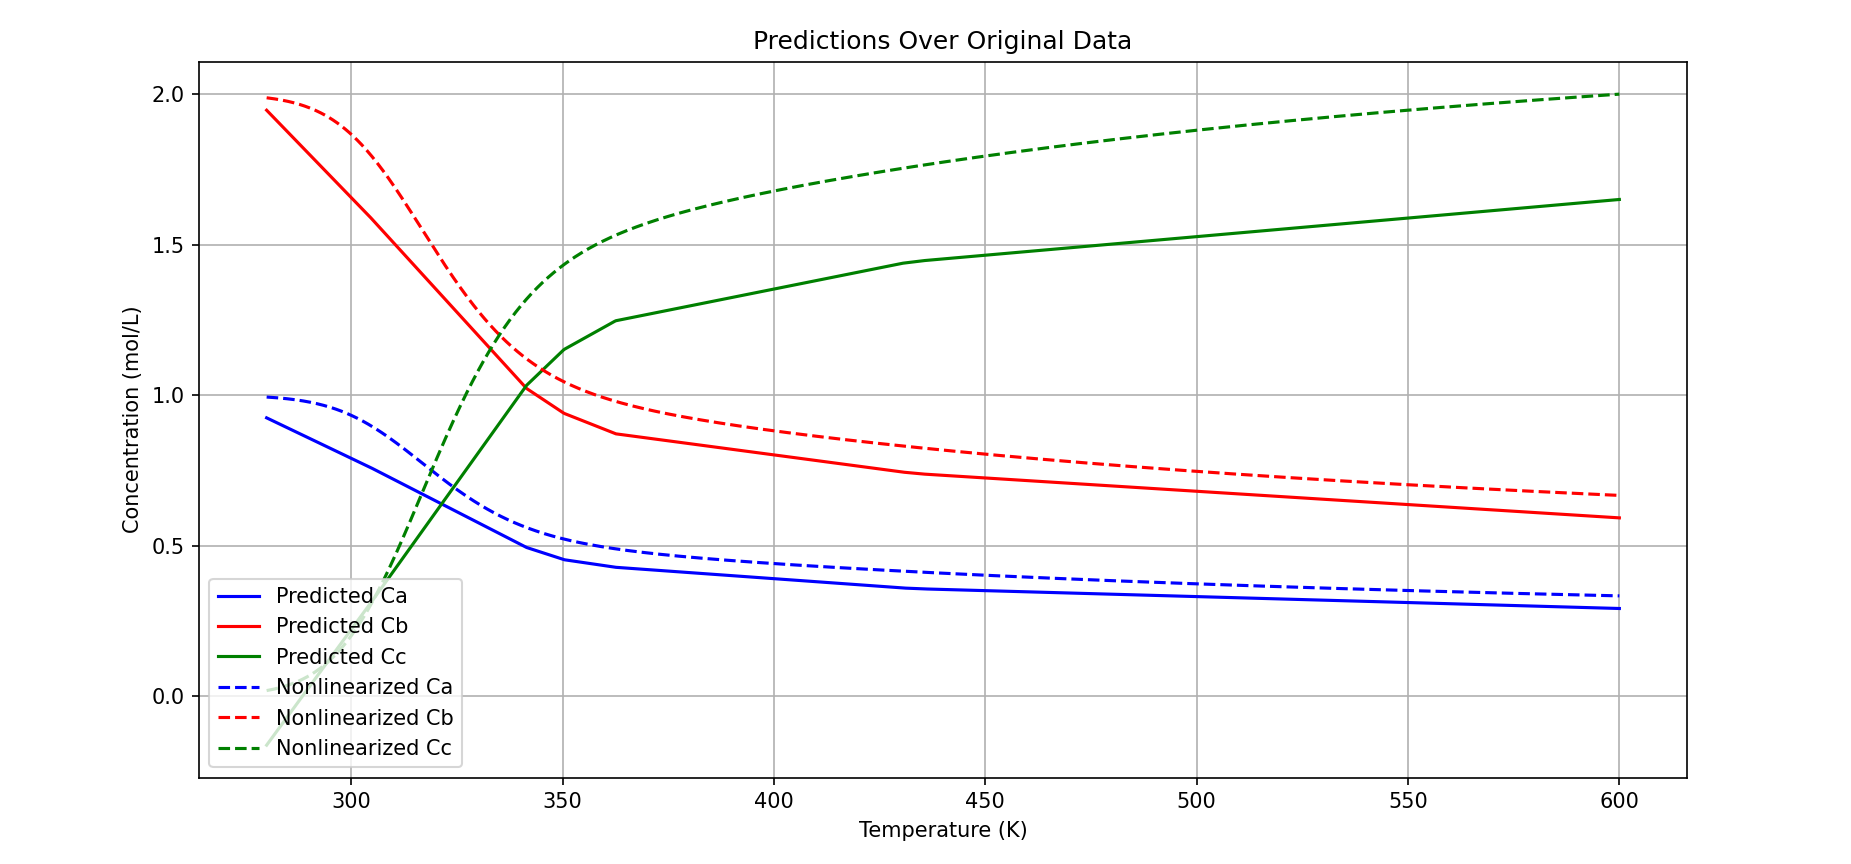 Predictions Over Original Data
Concentration (mol/L)
2.0
1.5
1.0
0.5
0.0
Predicted Ca
Predicted Cb
Predicted Cc
Nonlinearized Ca
Nonlinearized Cb
Nonlinearized Cc
300 350 400 450 500 550 600
Temperature (K)